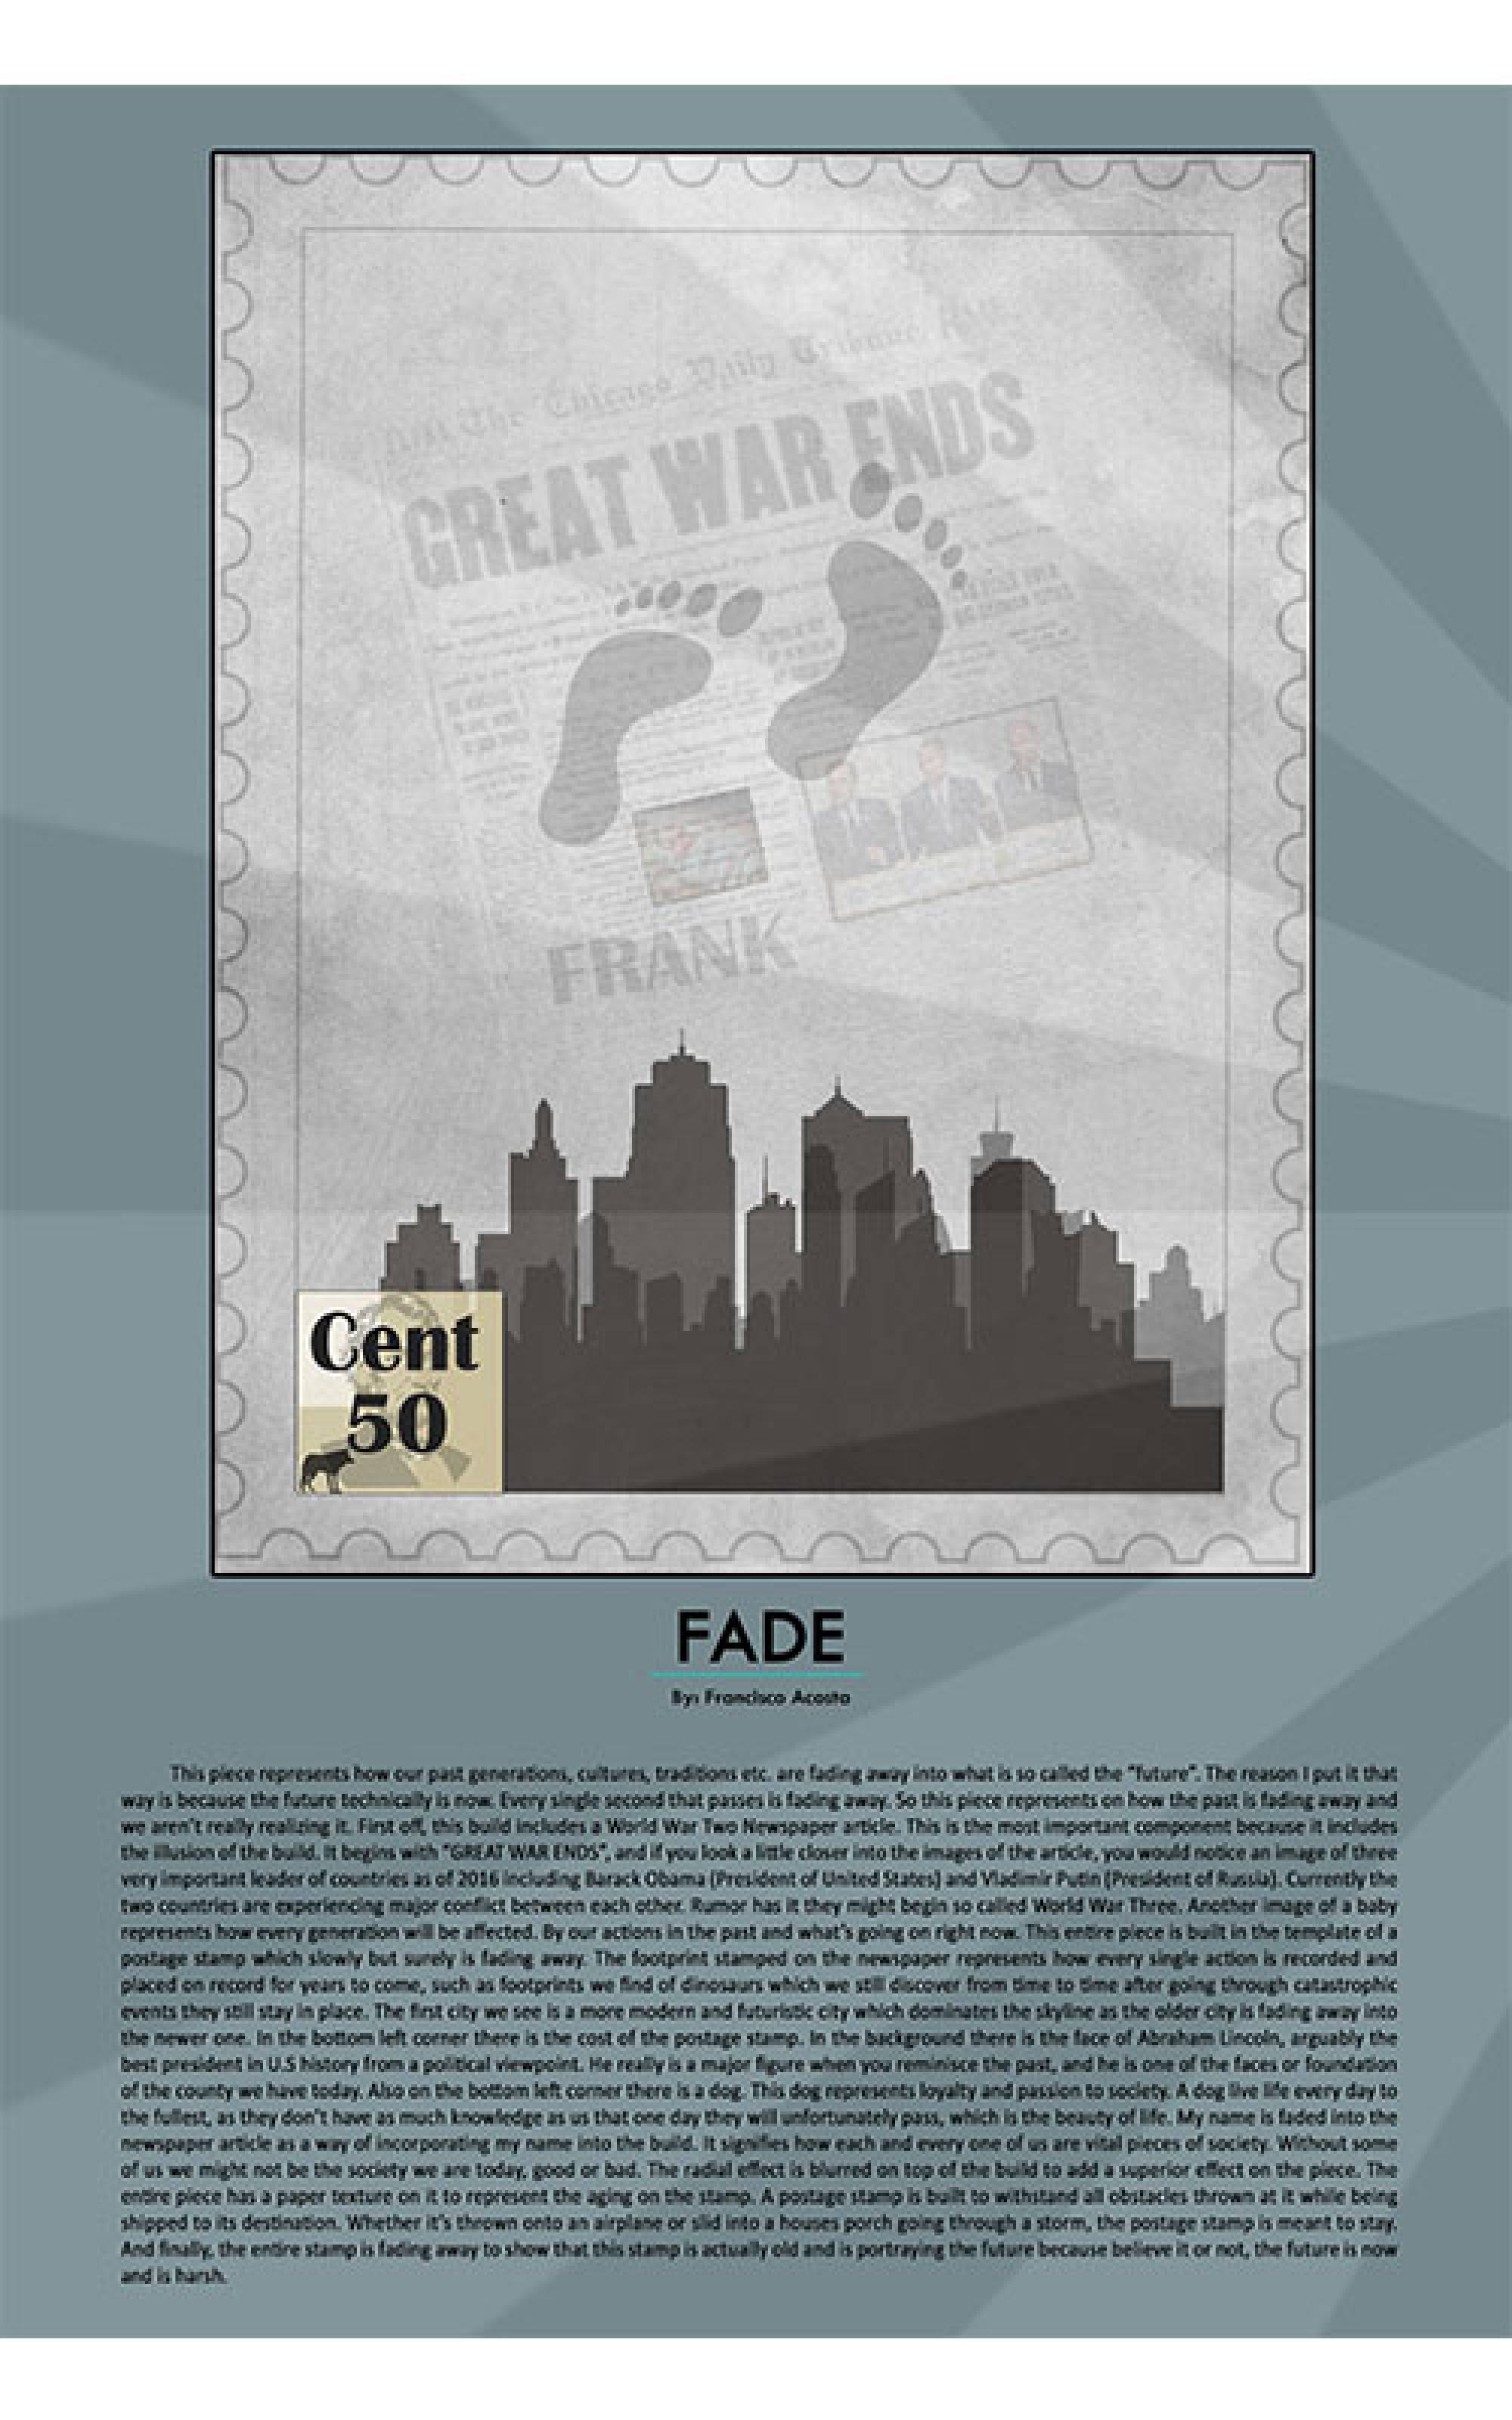 The Chicago Daily Tribune
GREAT WAR ENDS
FRANK
Cent
50
FADE
By: Francisco Acosta
This piece represents how our past generations, cultures, traditions etc. are fading away into what is so called the "future". The reason I put it that
way is because the future technically is now. Every single second that passes is fading away. So this piece represents on how the past is fading away and
we aren't really realizing it. First off, this build includes a World War Two Newspaper article. This is the most important component because it includes
the illusion of the build. It begins with "GREAT WAR ENDS", and if you look a little closer into the images of the article, you would notice an image of three
very important leader of countries as of 2016 including Barack Obama (President of United States) and Vladimir Putin (President of Russia). Currently the
two countries are experiencing major conflict between each other. Rumor has it they might begin so called World War Three. Another image of a baby
represents how every generation will be affected. By our actions in the past and what's going on right now. This entire piece is built in the template of a
postage stamp which slowly but surely is fading away. The footprint stamped on the newspaper represents how every single action is recorded and
placed on record for years to come, such as footprints we find of dinosaurs which we still discover from time to time after going through catastrophic
events they still stay in place. The first city we see is a more modern and futuristic city which dominates the skyline as the older city is fading away into
the newer one. In the bottom left corner there is the cost of the postage stamp. In the background there is the face of Abraham Lincoln, arguably the
best president in U.S history from a political viewpoint. He really is a major figure when you reminisce the past, and he is one of the faces or foundation
of the county we have today. Also on the bottom left corner there is a dog. This dog represents loyalty and passion to society. A dog live life every day to
the fullest, as they don't have as much knowledge as us that one day they will unfortunately pass, which is the beauty of life. My name is faded into the
newspaper article as a way of incorporating my name into the build. It signifies how each and every one of us are vital pieces of society. Without some
of us we might not be the society we are today, good or bad. The radial effect is blurred on top of the build to add a superior effect on the piece. The
entire piece has a paper texture on it to represent the aging on the stamp. A postage stamp is built to withstand all obstacles thrown at it while being
shipped to its destination. Whether it's thrown onto an airplane or slid into a houses porch going through a storm, the postage stamp is meant to stay.
And finally, the entire stamp is fading away to show that this stamp is actually old and is portraying the future because believe it or not, the future is now
and is harsh.